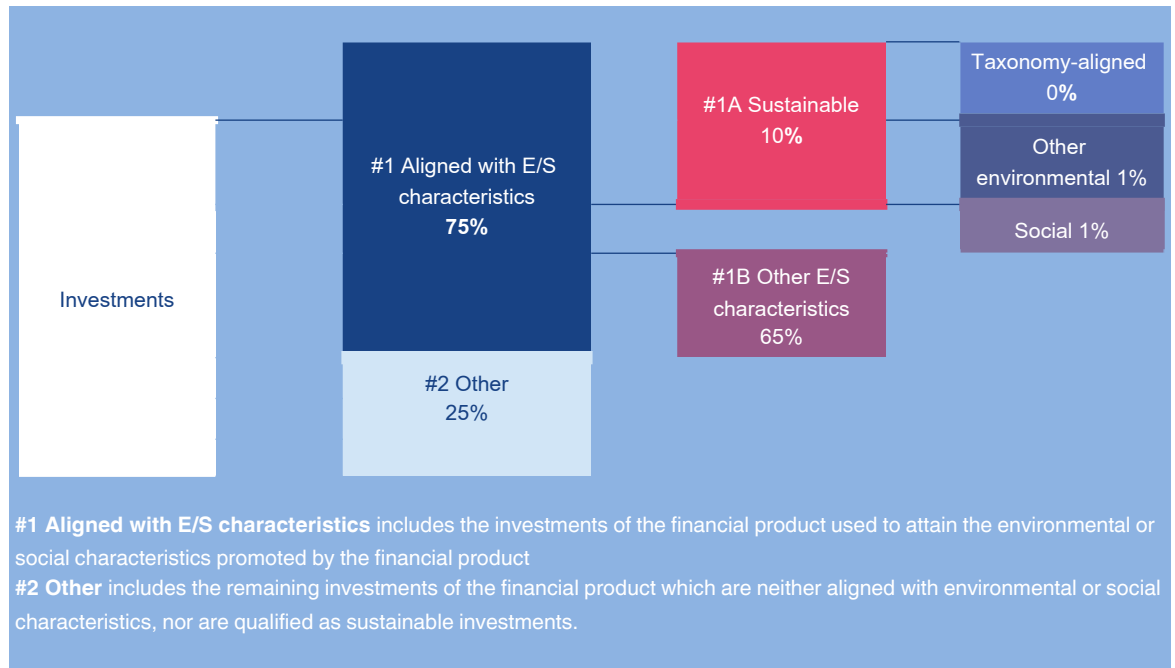 Investments
#1 Aligned with E/S
characteristics
75%
#2 Other
25%
#1A Sustainable
10%
#1B Other E/S
characteristics
65%
Taxonomy-aligned
0%
Other
environmental 1%
Social 1%
#1 Aligned with E/S characteristics includes the investments of the financial product used to attain the environmental or
social characteristics promoted by the financial product
#2 Other includes the remaining investments of the financial product which are neither aligned with environmental or social
characteristics, nor are qualified as sustainable investments.